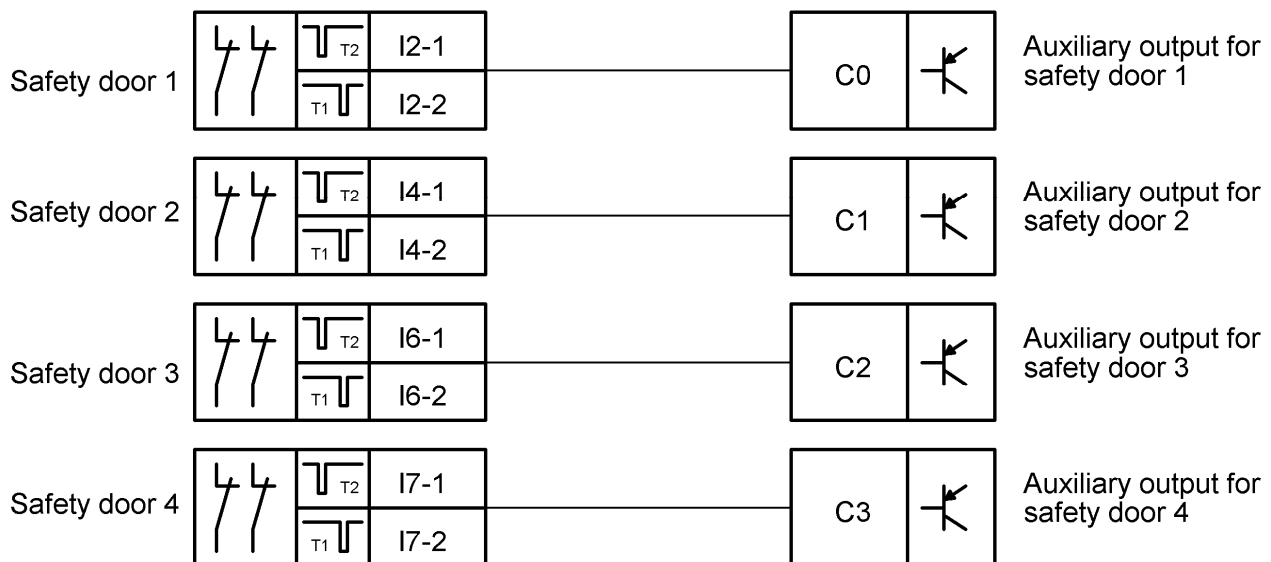 Safety door 1
T2
I2-1
T1
I2-2
C0
Auxiliary output for
safety door 1
Safety door 2
T2
I4-1
T1
I4-2
C1
Auxiliary output for
safety door 2
Safety door 3
T2
I6-1
T1
I6-2
C2
Auxiliary output for
safety door 3
Safety door 4
T2
I7-1
T1
I7-2
C3
Auxiliary output for
safety door 4